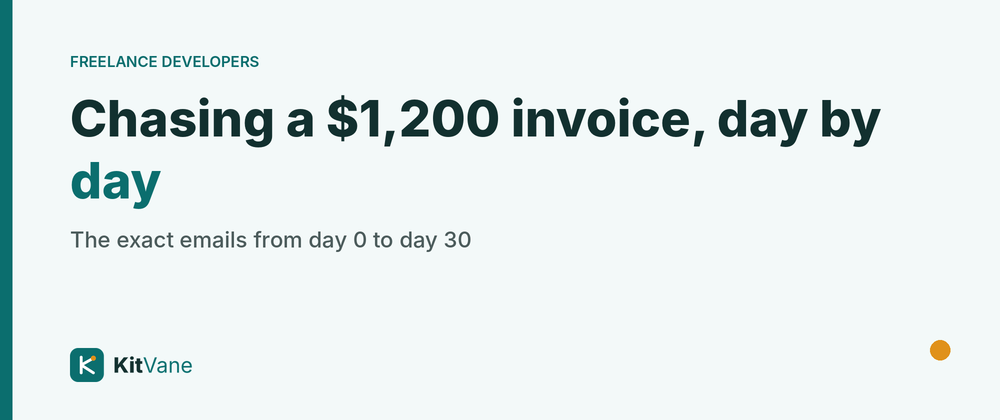 FREELANCE DEVELOPERS
Chasing a $1,200 invoice, day by
day
The exact emails from day 0 to day 30
KitVane